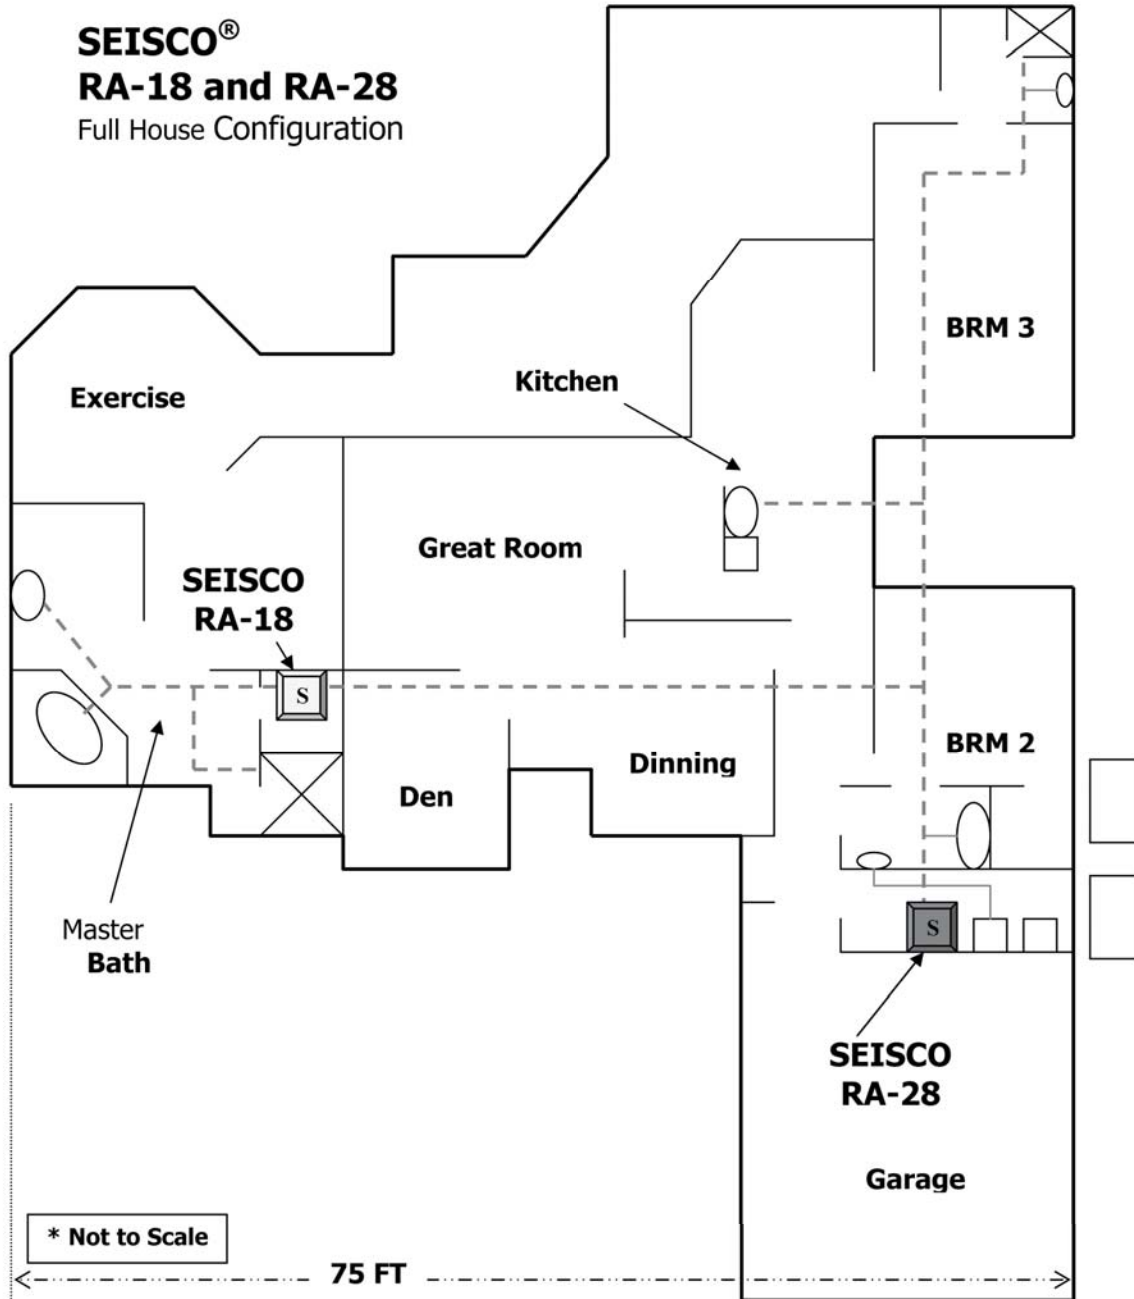 SEISCO®
RA-18 and RA-28
Full House Configuration
BRM 3
Kitchen
Exercise
Great Room
SEISCO
RA-18
S
BRM 2
Dinning
Den
Master
Bath
S
SEISCO
RA-28
Garage
* Not to Scale
75 FT